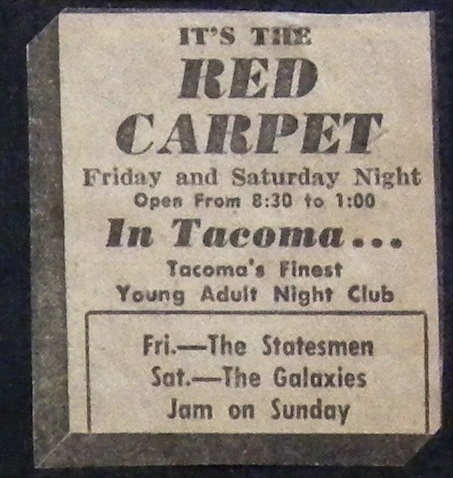 IT'S THE
RED
CARPET
Friday and Saturday Night
Open From 8:30 to 1:00
In Tacoma...
Tacoma's Finest
Young Adult Night Club
Fri.—The Statesmen
Sat.—The Galaxies
Jam on Sunday